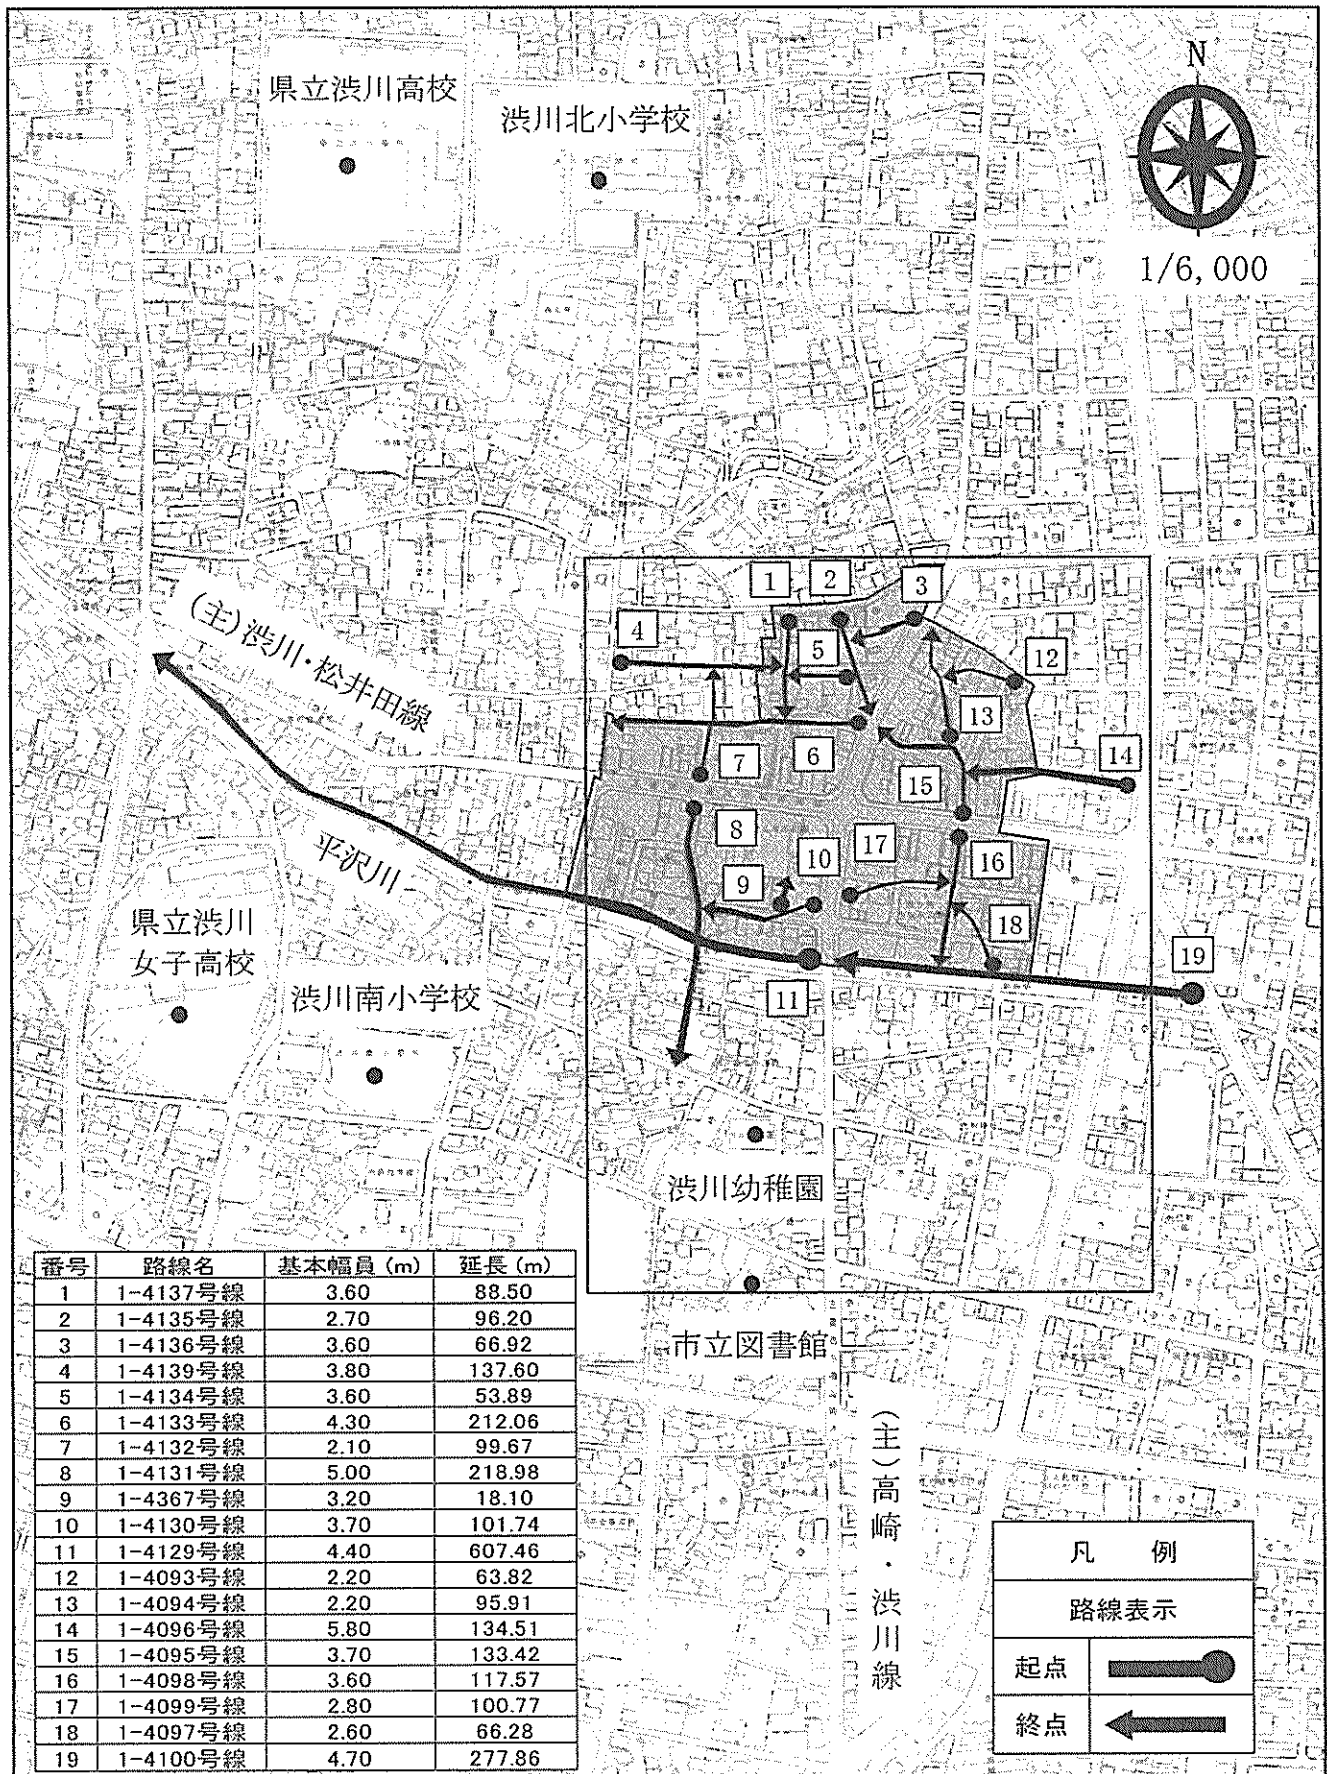 県立渋川高校
渋川北小学校
N
1/6,000
1
2
3
4
5
12
13
6
7
14
15
8
17
10
9
16
18
19
11
(主)渋川・松井田線
平沢川
県立渋川
女子高校
渋川南小学校
渋川幼稚園
市立図書館
(主)高崎・渋川線
番号 路線名 基本幅員(m) 延長(m)
1 1-4137号線 3.60 88.50
2 1-4135号線 2.70 96.20
3 1-4136号線 3.60 66.92
4 1-4139号線 3.80 137.60
5 1-4134号線 3.60 53.89
6 1-4133号線 4.30 212.06
7 1-4132号線 2.10 99.67
8 1-4131号線 5.00 218.98
9 1-4367号線 3.20 18.10
10 1-4130号線 3.70 101.74
11 1-4129号線 4.40 607.46
12 1-4093号線 2.20 63.82
13 1-4094号線 2.20 95.91
14 1-4096号線 5.80 134.51
15 1-4095号線 3.70 133.42
16 1-4098号線 3.60 117.57
17 1-4099号線 2.80 100.77
18 1-4097号線 2.60 66.28
19 1-4100号線 4.70 277.86
凡 例
路線表示
起点
終点